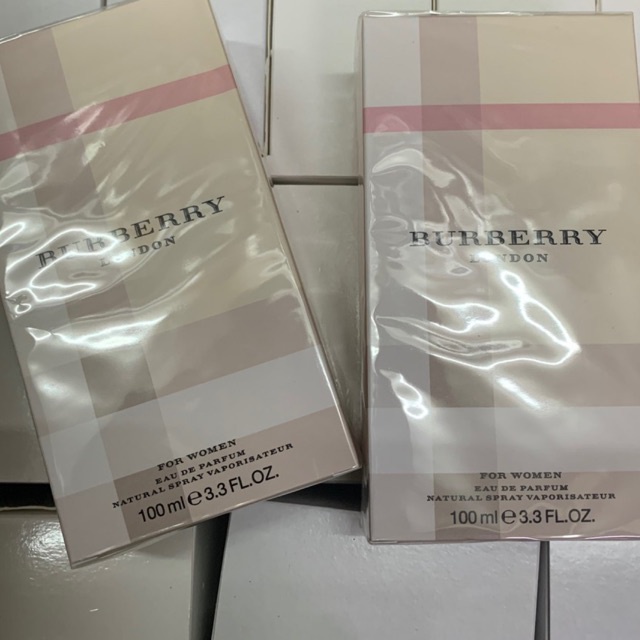 BURBERRY
LONDON
FOR WOMEN
EAU DE PARFUM
NATURAL SPRAY VAPORISATEUR
100 ml ℮ 3.3 FL.OZ.
BURBERRY
LONDON
FOR WOMEN
EAU DE PARFUM
NATURAL SPRAY VAPORISATEUR
100 ml ℮ 3.3 FL.OZ.